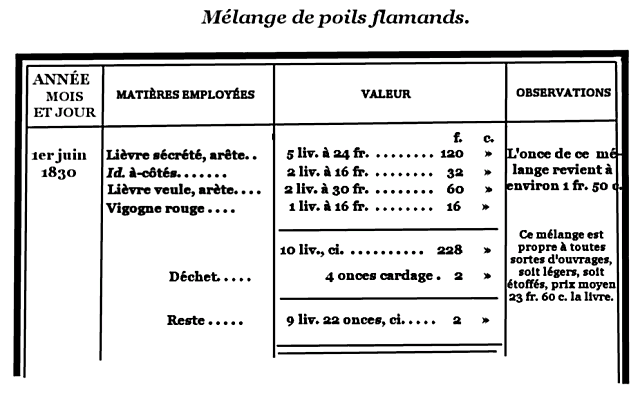 Mélange de poils flamands.
ANNÉE MOIS ET JOUR
MATIÈRES EMPLOYÉES
VALEUR
OBSERVATIONS
f. c.
1er juin 1830
Lièvre sécrété, arête.. 5 liv. à 24 fr. ......... 120 »
Id. à-côtés....... 2 liv. à 16 fr. ......... 32 »
Lièvre veule, arète.... 2 liv. à 30 fr. ......... 60 »
Vigogne rouge .... 1 liv. à 16 fr. ......... 16 »
10 liv., ci. .......... 228 »
Déchet..... 4 onces cardage . 2 »
Reste ..... 9 liv. 22 onces, ci..... 2 »
L'once de ce mé-
lange revient à
environ 1 fr. 50 c.
Ce mélange est
propre à toutes
sortes d'ouvrages,
soit légers, soit
étoffés, prix moyen
23 fr. 60 c. la livre.